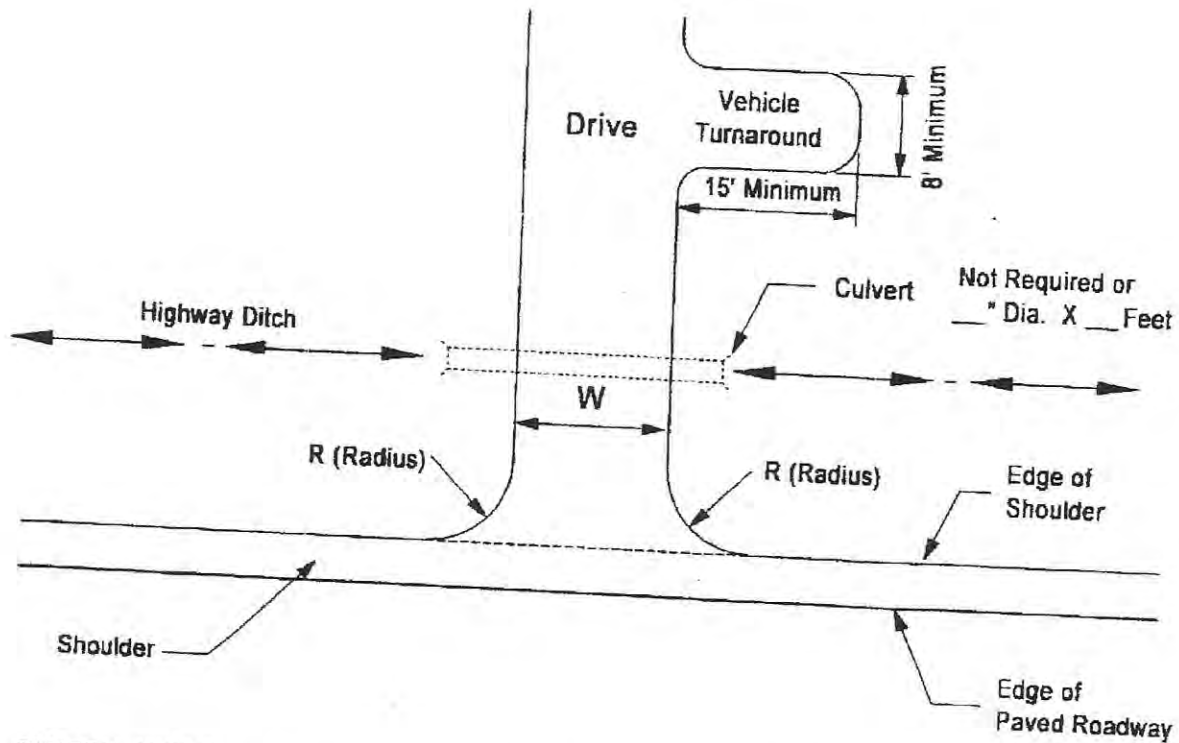 Drive
Vehicle
Turnaround
8' Minimum
15' Minimum
Highway Ditch
Culvert
Not Required or
__" Dia. X __ Feet
W
R (Radius)
R (Radius)
Edge of
Shoulder
Shoulder
Edge of
Paved Roadway